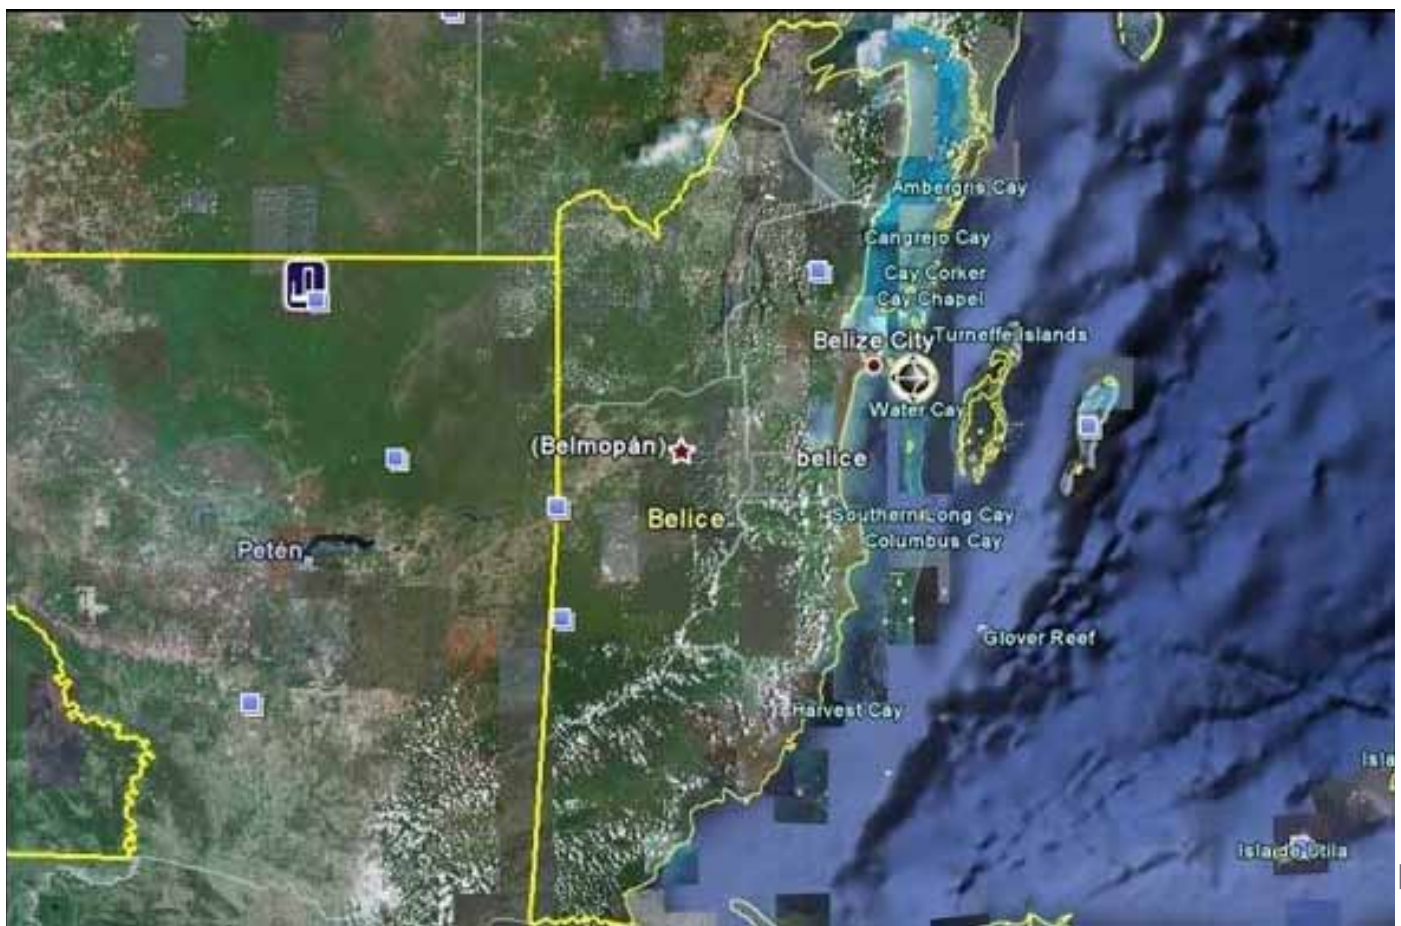 Ambergris Cay
Cangrejo Cay
Cay Corker
Cay Chapel
Belize City
Turneffe Islands
Water Cay
(Belmopán)
belice
Belice
Southern Long Cay
Columbus Cay
Petén
Glover Reef
Harvest Cay
Isla
Isla de Utila